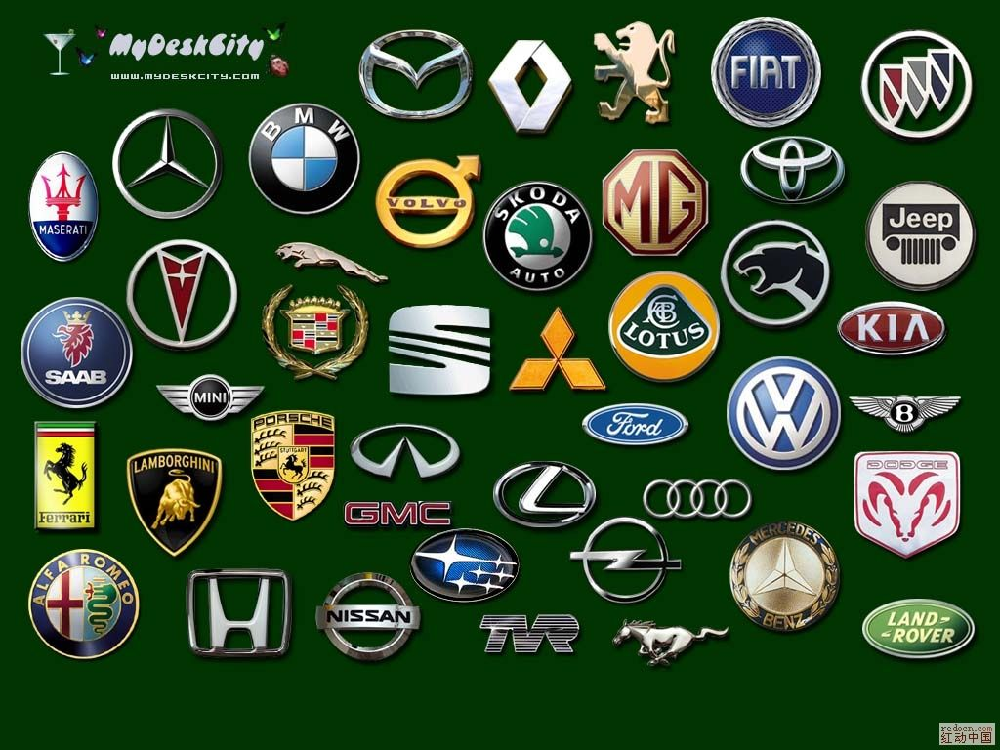 MyDeskCity
www.mydeskcity.com
FIAT
BMW
MASERATI
VOLVO
SKODA
AUTO
MG
Jeep
LOTUS
KIA
SAAB
MINI
PORSCHE
STUTTGART
Ford
B
DODGE
Ferrari
LAMBORGHINI
GMC
ALFA ROMEO
NISSAN
TVR
MERCEDES
BENZ
LAND-
ROVER
redocn.com
红动中国